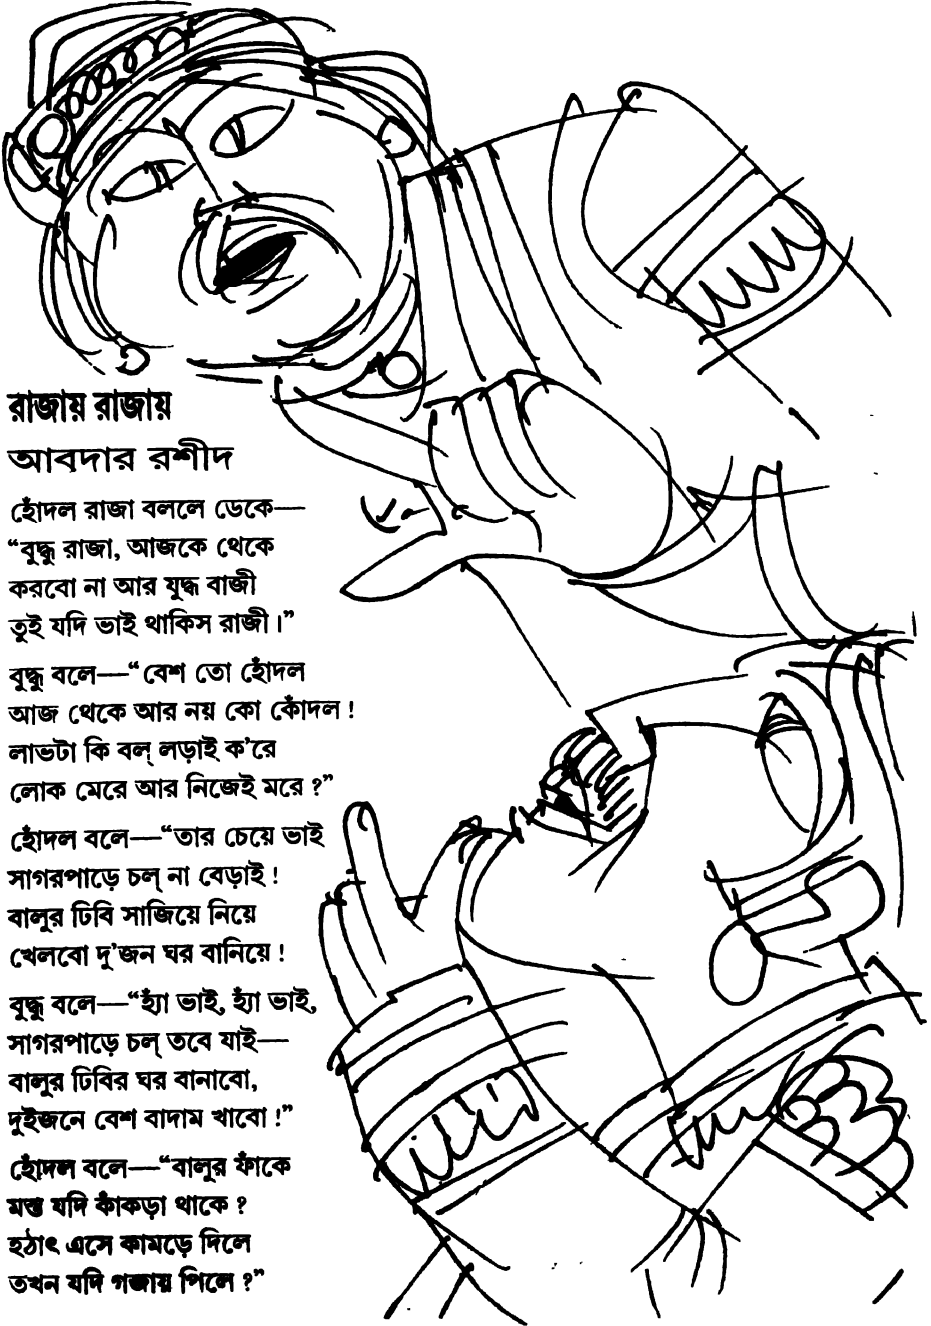 রাজায় রাজায়
আবদার রশীদ
হোঁদল রাজা বললে ডেকে—
“বুদ্ধু রাজা, আজকে থেকে
করবো না আর যুদ্ধ বাজী
তুই যদি ভাই থাকিস রাজী।”
বুদ্ধু বলে—“বেশ তো হোঁদল
আজ থেকে আর নয় কো কোঁদল!
লাভটা কি বল্ লড়াই ক’রে
লোক মেরে আর নিজেই মরে?”
হোঁদল বলে—“তার চেয়ে ভাই
সাগরপাড়ে চল্ না বেড়াই!
বালুর ঢিবি সাজিয়ে নিয়ে
খেলবো দু’জন ঘর বানিয়ে!
বুদ্ধু বলে—“হ্যাঁ ভাই, হ্যাঁ ভাই,
সাগরপাড়ে চল্ তবে যাই—
বালুর ঢিবির ঘর বানাবো,
দুইজনে বেশ বাদাম খাবো!”
হোঁদল বলে—“বালুর ফাঁকে
মস্ত যদি কাঁকড়া থাকে?
হঠাৎ এসে কামড়ে দিলে
তখন যদি গজায় পিলে?”